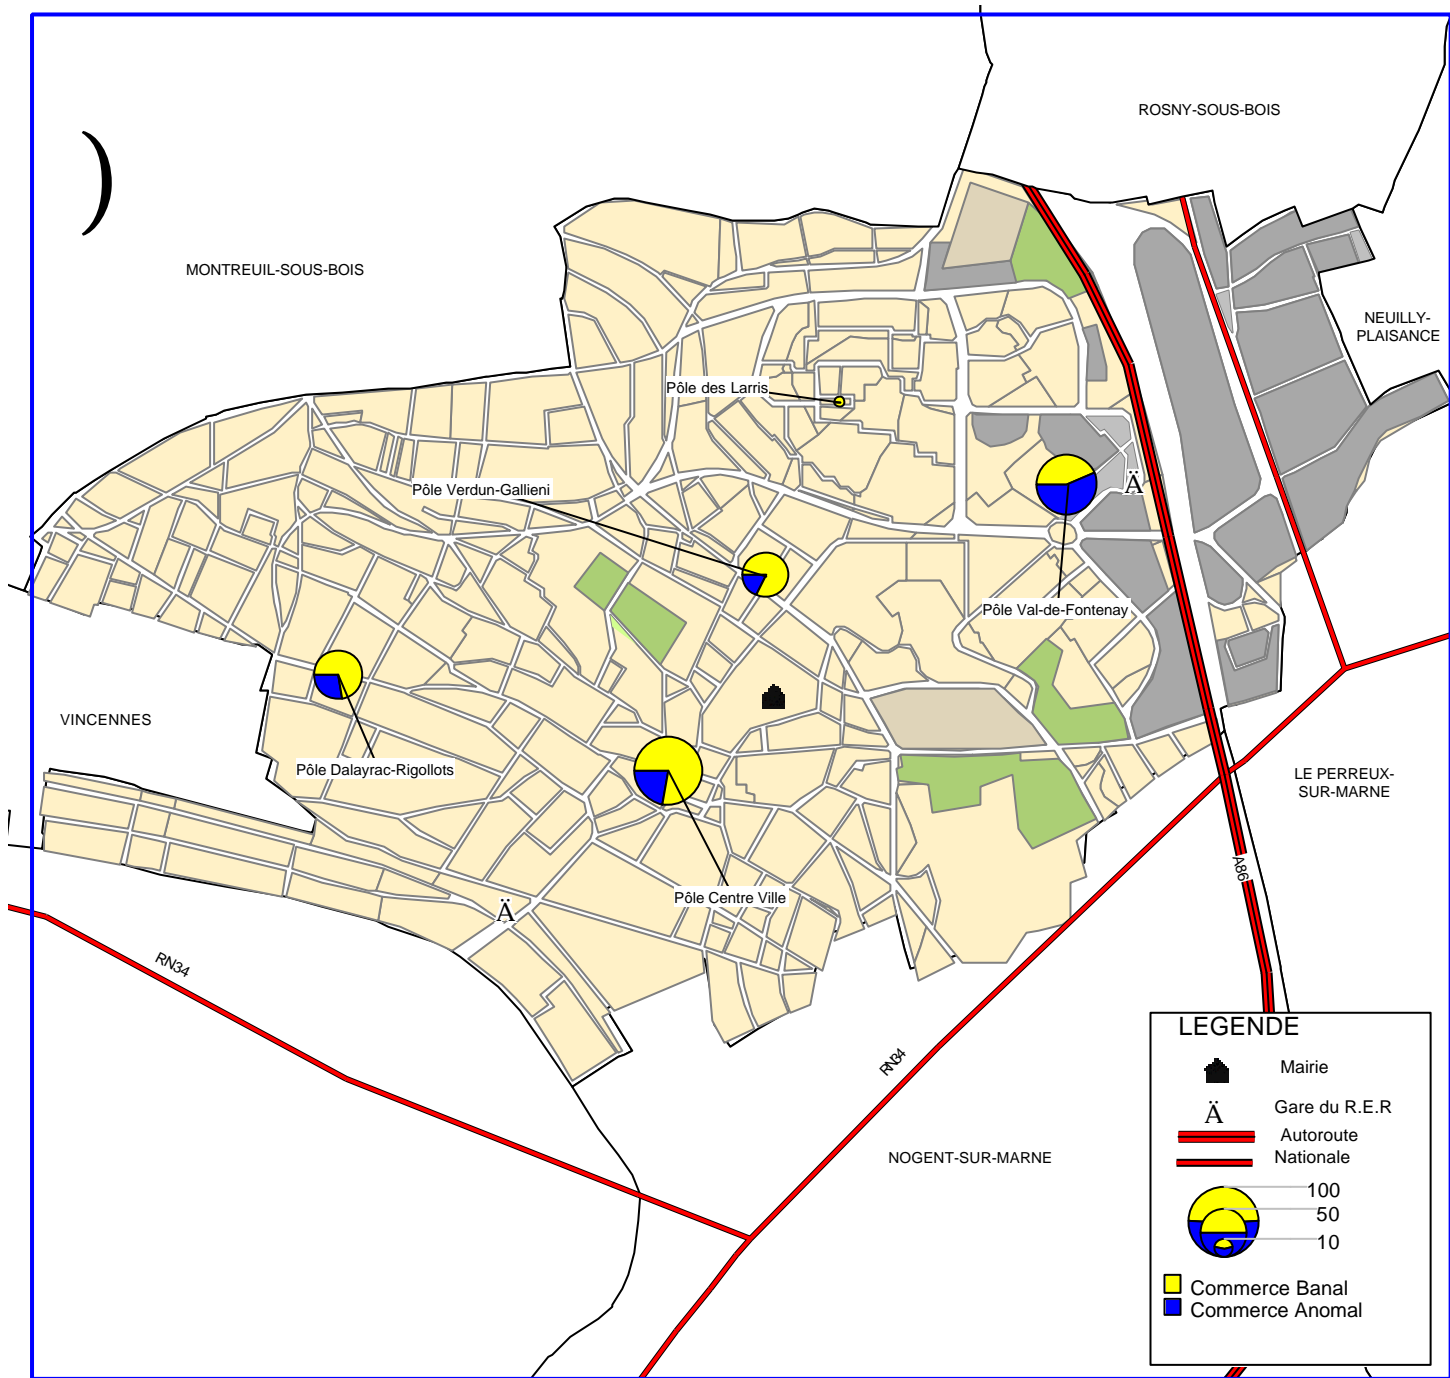 ROSNY-SOUS-BOIS
)
MONTREUIL-SOUS-BOIS
NEUILLY-
PLAISANCE
Pôle des Larris
Ä
Pôle Verdun-Gallieni
Pôle Val-de-Fontenay
VINCENNES
Pôle Dalayrac-Rigollots
LE PERREUX-
SUR-MARNE
A86
Pôle Centre Ville
Ä
RN34
RN34
NOGENT-SUR-MARNE
LEGENDE
Mairie
Ä Gare du R.E.R
Autoroute
Nationale
100
50
10
Commerce Banal
Commerce Anomal